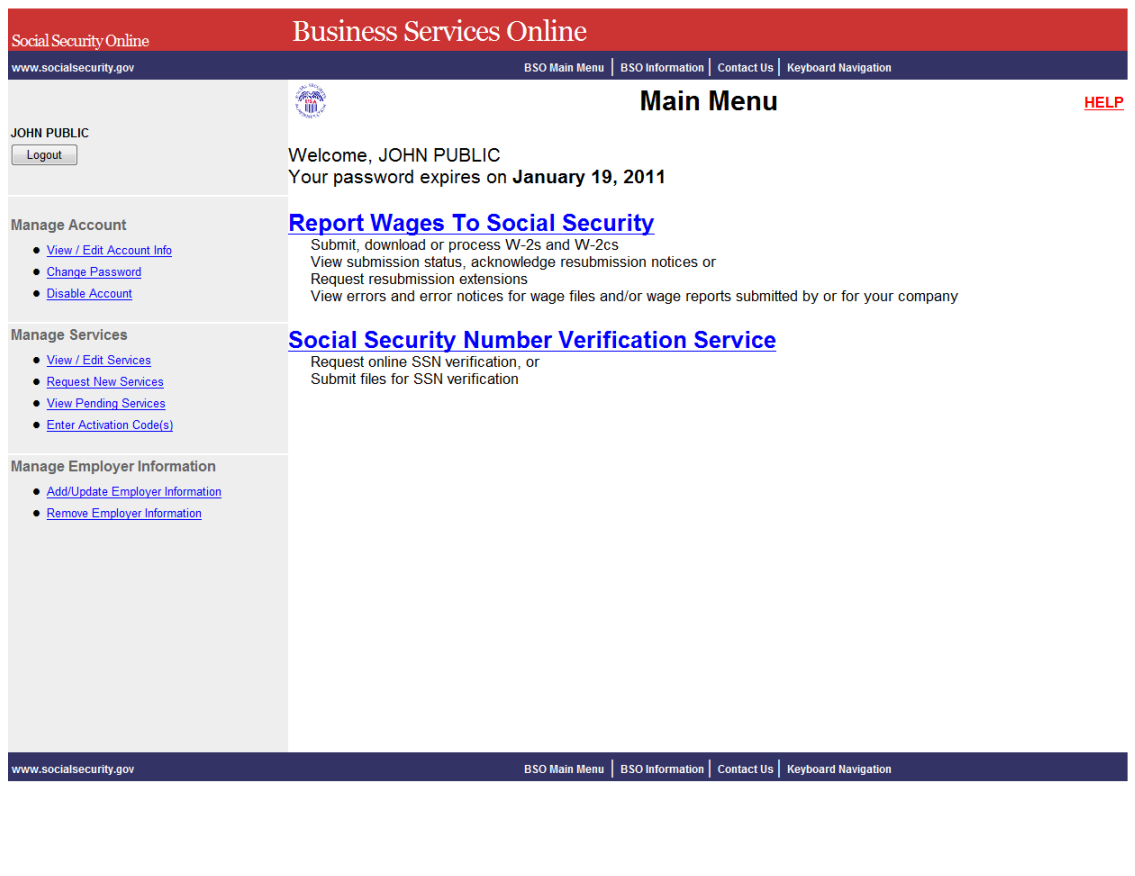 Social Security Online
Business Services Online
www.socialsecurity.gov
BSO Main Menu | BSO Information | Contact Us | Keyboard Navigation
JOHN PUBLIC
Logout
Manage Account
View / Edit Account Info
Change Password
Disable Account
Manage Services
View / Edit Services
Request New Services
View Pending Services
Enter Activation Code(s)
Manage Employer Information
Add/Update Employer Information
Remove Employer Information
USA
Main Menu
HELP
Welcome, JOHN PUBLIC
Your password expires on January 19, 2011
Report Wages To Social Security
Submit, download or process W-2s and W-2cs
View submission status, acknowledge resubmission notices or
Request resubmission extensions
View errors and error notices for wage files and/or wage reports submitted by or for your company
Social Security Number Verification Service
Request online SSN verification, or
Submit files for SSN verification
www.socialsecurity.gov
BSO Main Menu | BSO Information | Contact Us | Keyboard Navigation